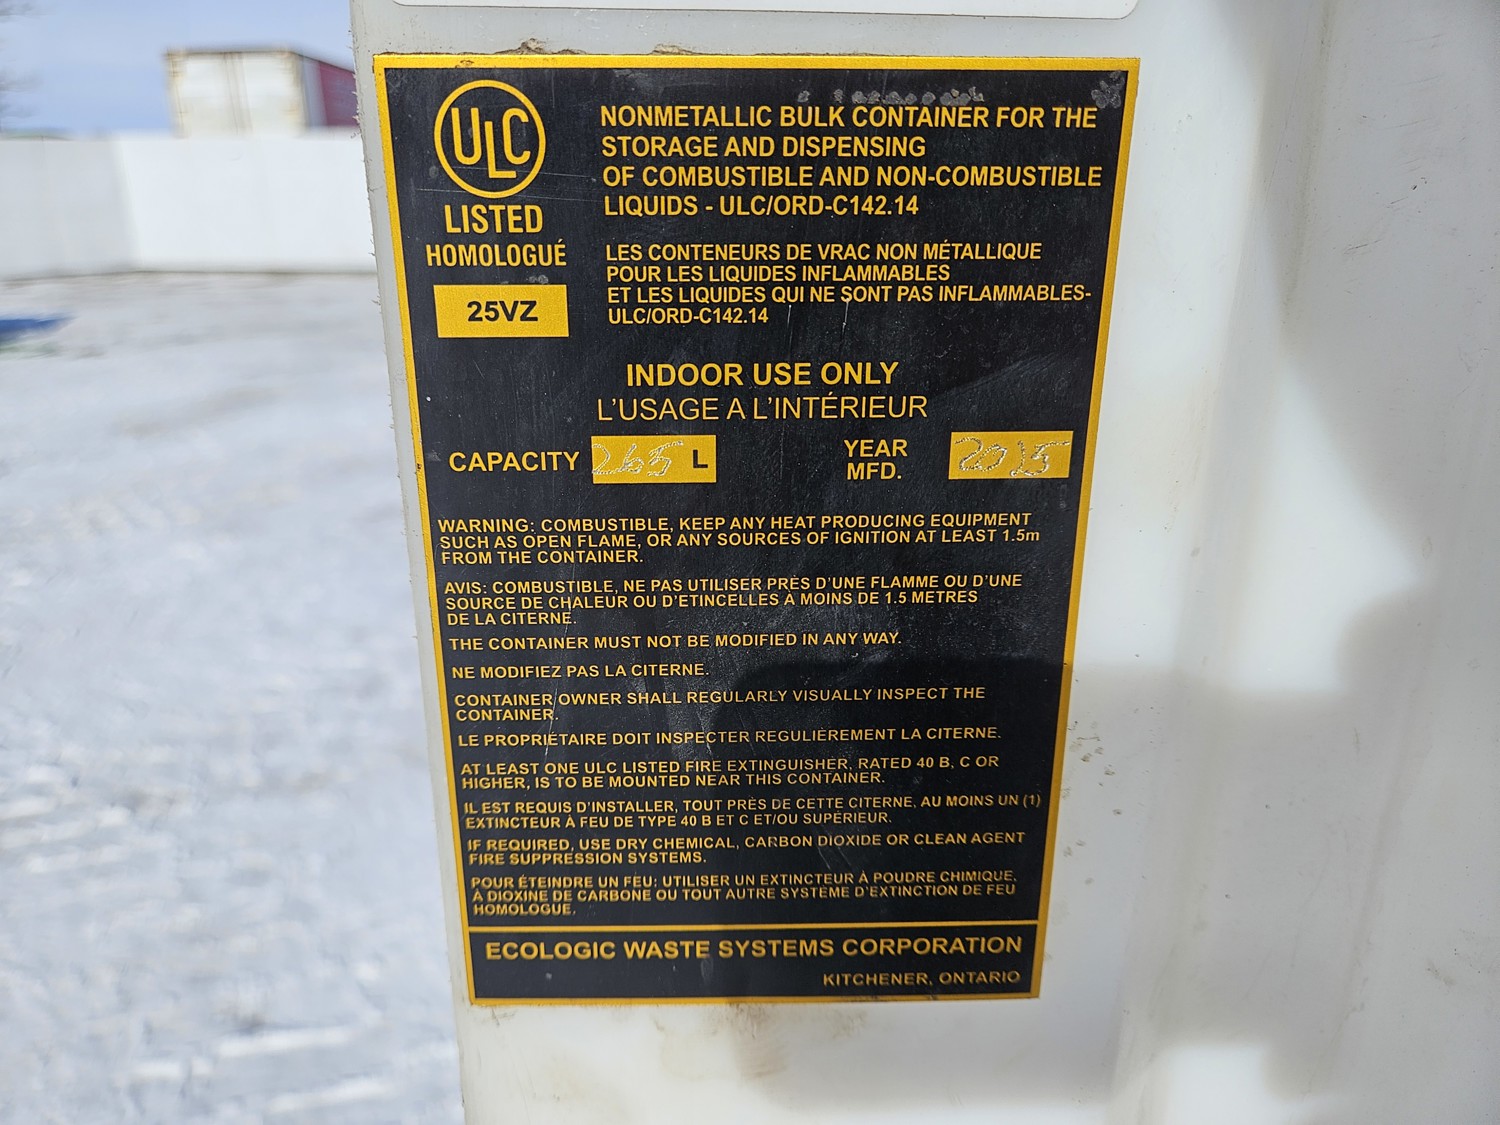 ULC
LISTED
HOMOLOGUÉ
25VZ
NONMETALLIC BULK CONTAINER FOR THE
STORAGE AND DISPENSING
OF COMBUSTIBLE AND NON-COMBUSTIBLE
LIQUIDS - ULC/ORD-C142.14
LES CONTENEURS DE VRAC NON MÉTALLIQUE
POUR LES LIQUIDES INFLAMMABLES
ET LES LIQUIDES QUI NE SONT PAS INFLAMMABLES-
ULC/ORD-C142.14
INDOOR USE ONLY
L'USAGE A L'INTÉRIEUR
CAPACITY 265 L
YEAR
MFD. 2015
WARNING: COMBUSTIBLE, KEEP ANY HEAT PRODUCING EQUIPMENT
SUCH AS OPEN FLAME, OR ANY SOURCES OF IGNITION AT LEAST 1.5m
FROM THE CONTAINER.
AVIS: COMBUSTIBLE, NE PAS UTILISER PRÈS D'UNE FLAMME OU D'UNE
SOURCE DE CHALEUR OU D'ETINCELLES A MOINS DE 1.5 METRES
DE LA CITERNE.
THE CONTAINER MUST NOT BE MODIFIED IN ANY WAY.
NE MODIFIEZ PAS LA CITERNE.
CONTAINER OWNER SHALL REGULARLY VISUALLY INSPECT THE
CONTAINER.
LE PROPRIÉTAIRE DOIT INSPECTER REGULIÈREMENT LA CITERNE.
AT LEAST ONE ULC LISTED FIRE EXTINGUISHER, RATED 40 B, C OR
HIGHER, IS TO BE MOUNTED NEAR THIS CONTAINER.
IL EST REQUIS D'INSTALLER, TOUT PRÈS DE CETTE CITERNE, AU MOINS UN (1)
EXTINCTEUR À FEU DE TYPE 40 B ET C ET/OU SUPÉRIEUR.
IF REQUIRED, USE DRY CHEMICAL, CARBON DIOXIDE OR CLEAN AGENT
FIRE SUPPRESSION SYSTEMS.
POUR ÉTEINDRE UN FEU: UTILISER UN EXTINCTEUR À POUDRE CHIMIQUE,
À DIOXINE DE CARBONE OU TOUT AUTRE SYSTÈME D'EXTINCTION DE FEU
HOMOLOGUE.
ECOLOGIC WASTE SYSTEMS CORPORATION
KITCHENER, ONTARIO